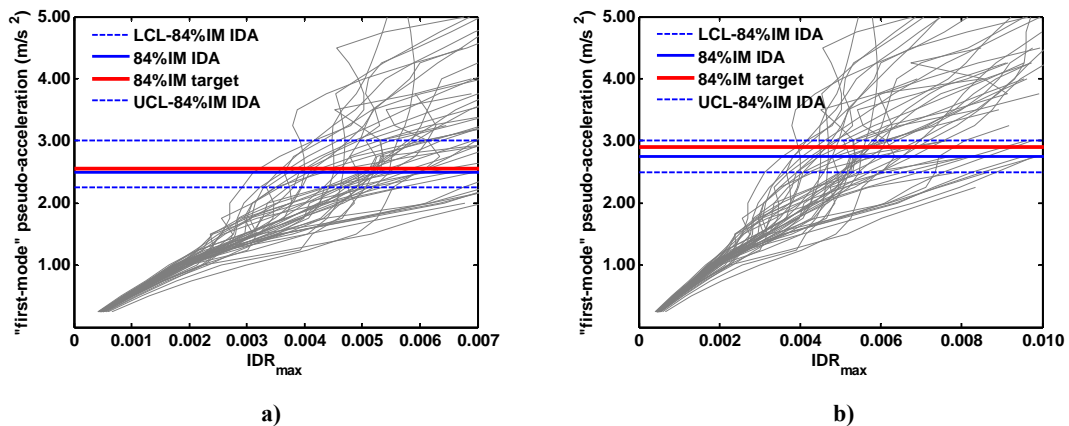 5.00
4.00
3.00
2.00
1.00
"first-mode" pseudo-acceleration (m/s²)
LCL-84%IM IDA
84%IM IDA
84%IM target
UCL-84%IM IDA
0 0.001 0.002 0.003 0.004 0.005 0.006 0.007
IDRmax
a)
5.00
4.00
3.00
2.00
1.00
"first-mode" pseudo-acceleration (m/s²)
LCL-84%IM IDA
84%IM IDA
84%IM target
UCL-84%IM IDA
0 0.002 0.004 0.006 0.008 0.010
IDRmax
b)